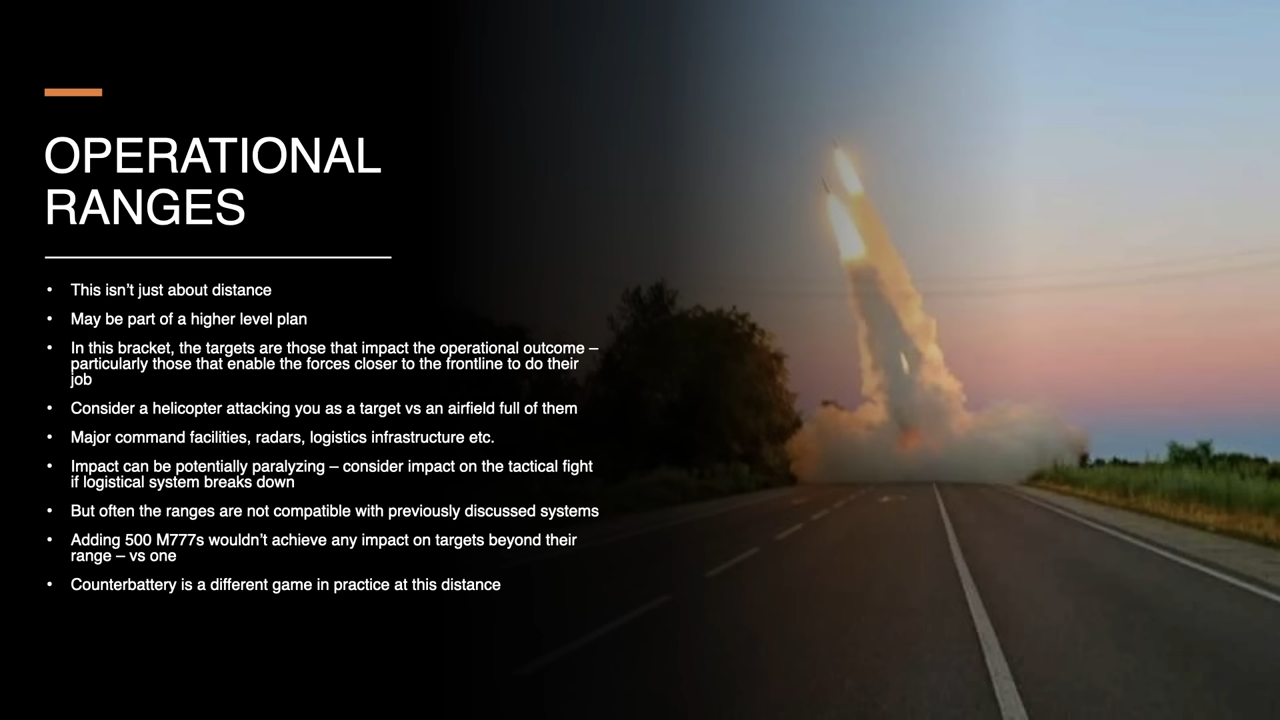 OPERATIONAL
RANGES
• This isn’t just about distance
• May be part of a higher level plan
• In this bracket, the targets are those that impact the operational outcome –
particularly those that enable the forces closer to the frontline to do their
job
• Consider a helicopter attacking you as a target vs an airfield full of them
• Major command facilities, radars, logistics infrastructure etc.
• Impact can be potentially paralyzing – consider impact on the tactical fight
if logistical system breaks down
• But often the ranges are not compatible with previously discussed systems
• Adding 500 M777s wouldn’t achieve any impact on targets beyond their
range – vs one
• Counterbattery is a different game in practice at this distance